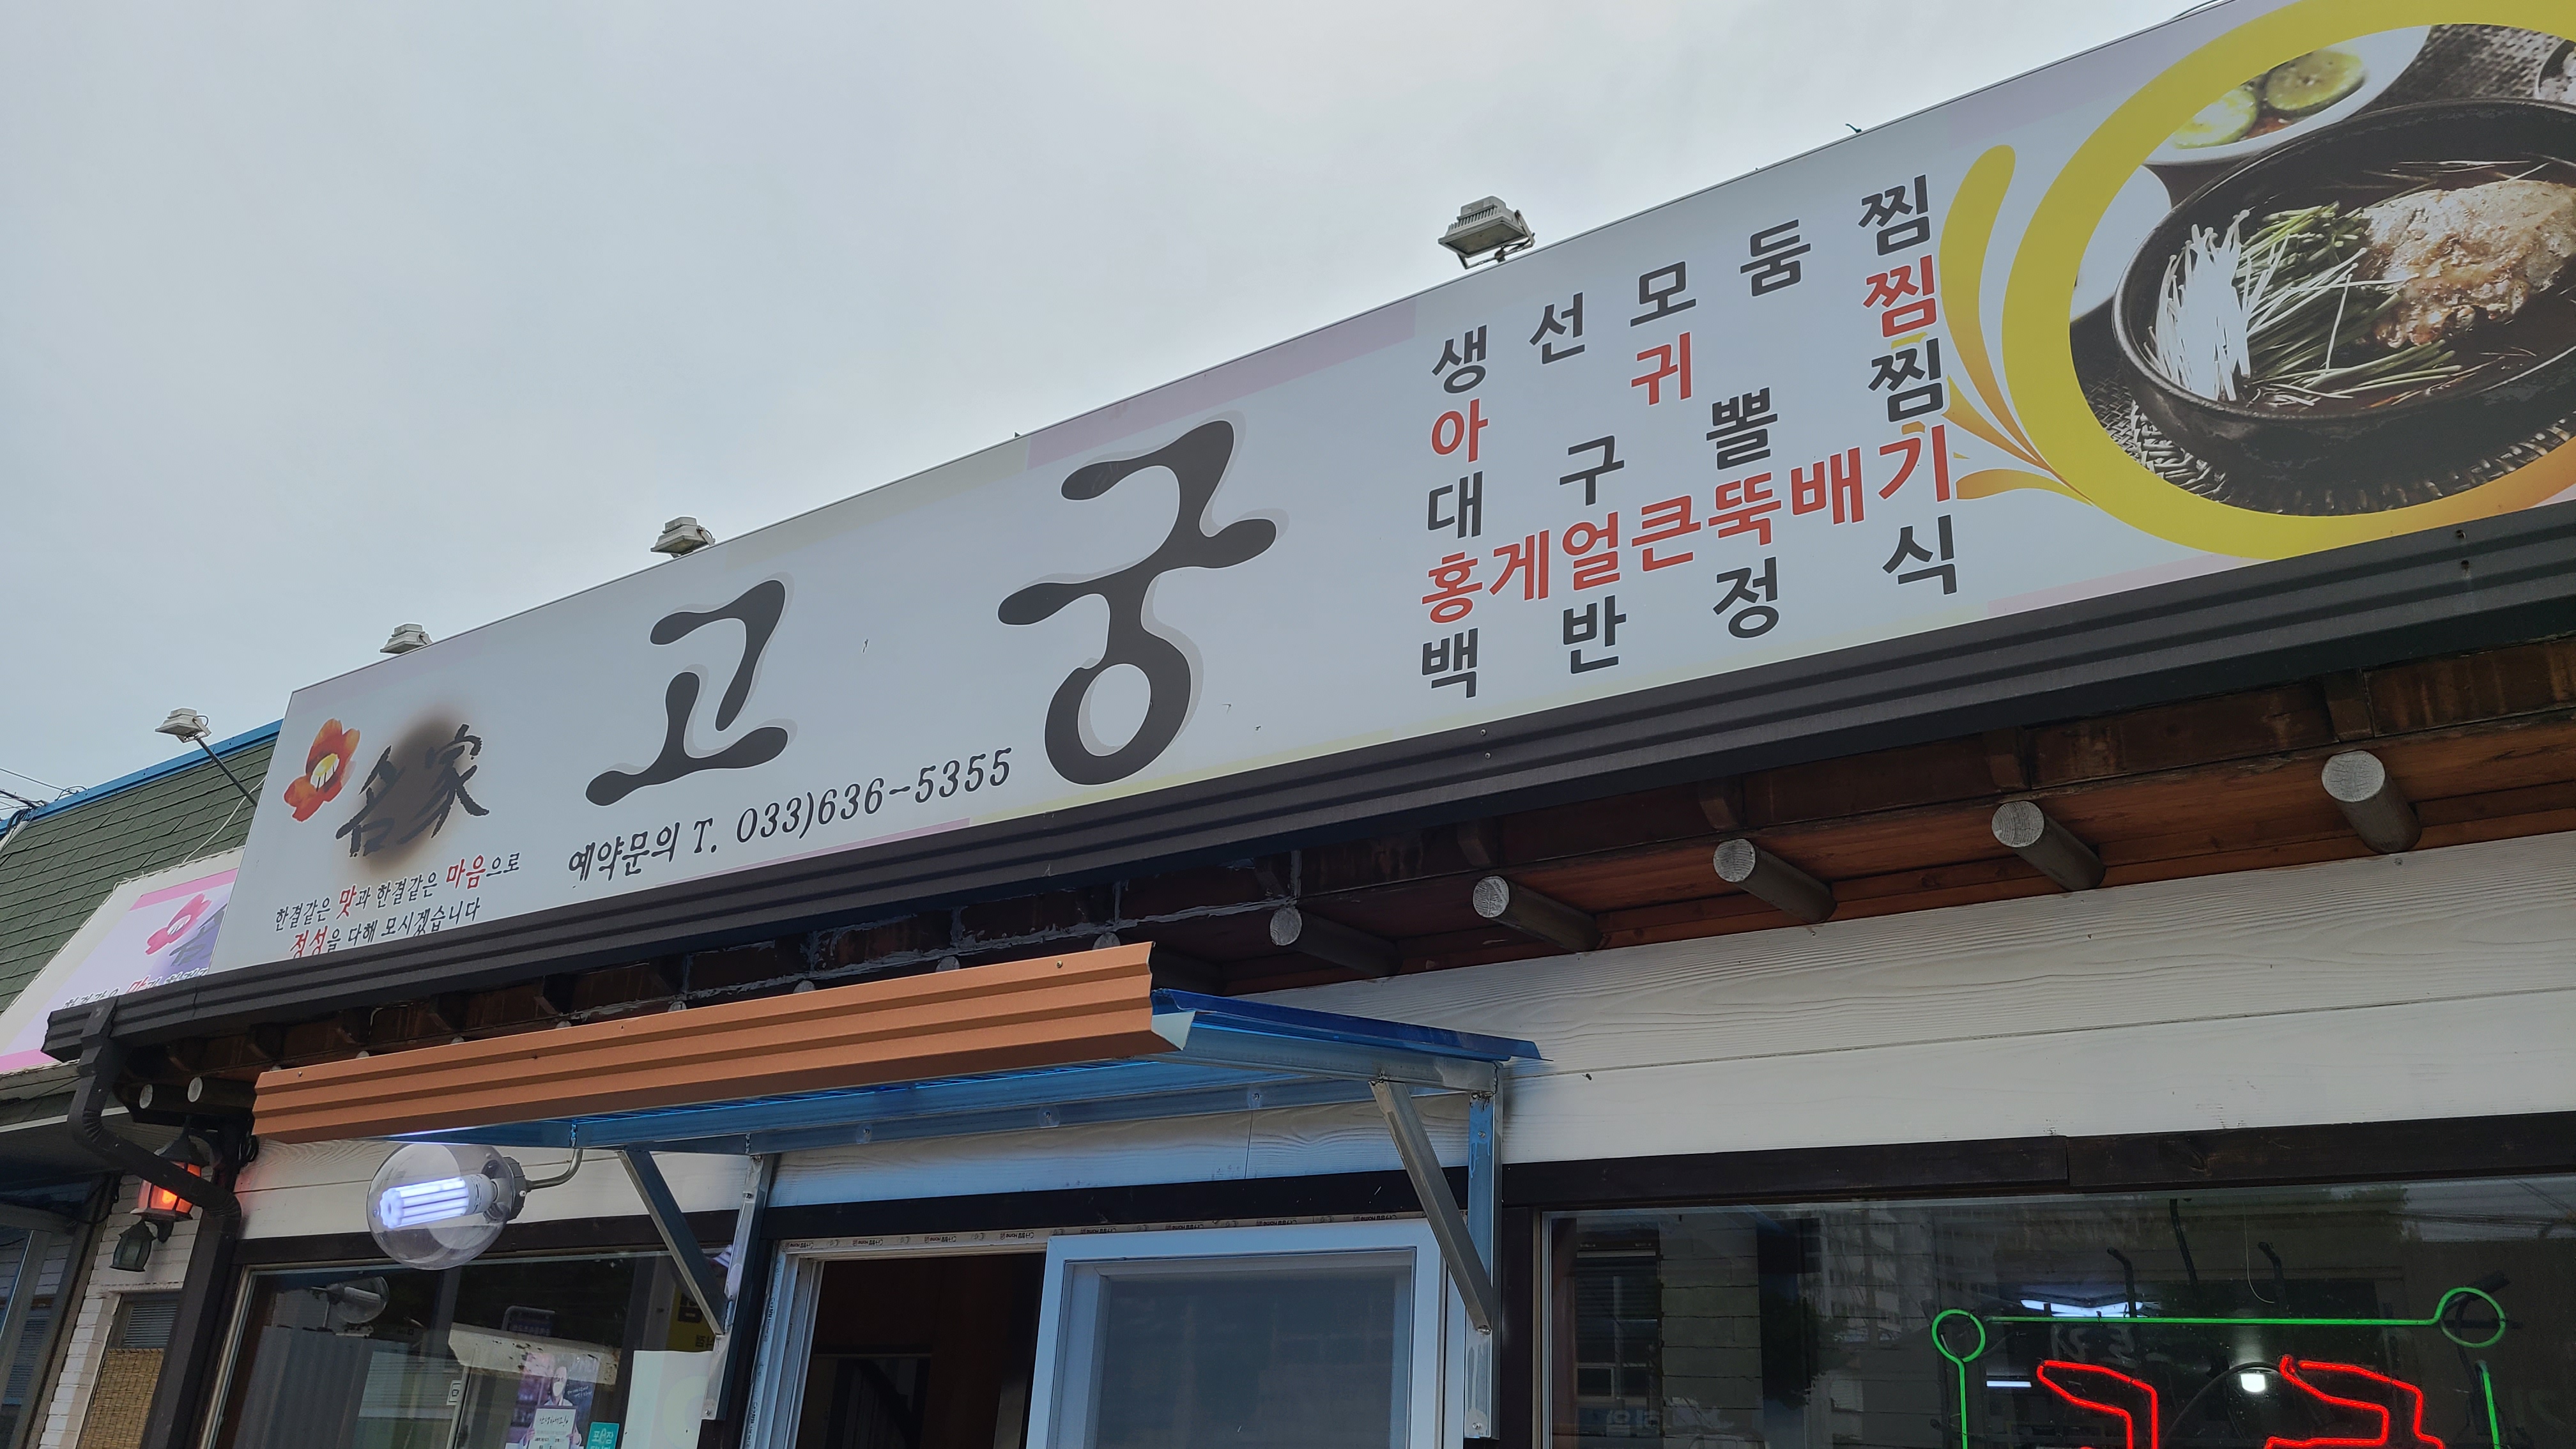 名家
한결같은 맛과 한결같은 마음으로
정성을 다해 모시겠습니다
고궁
예약문의 T. 033)636-5355
생선모둠찜
아귀찜
대구뽈찜
홍게얼큰뚝배기
백반정식